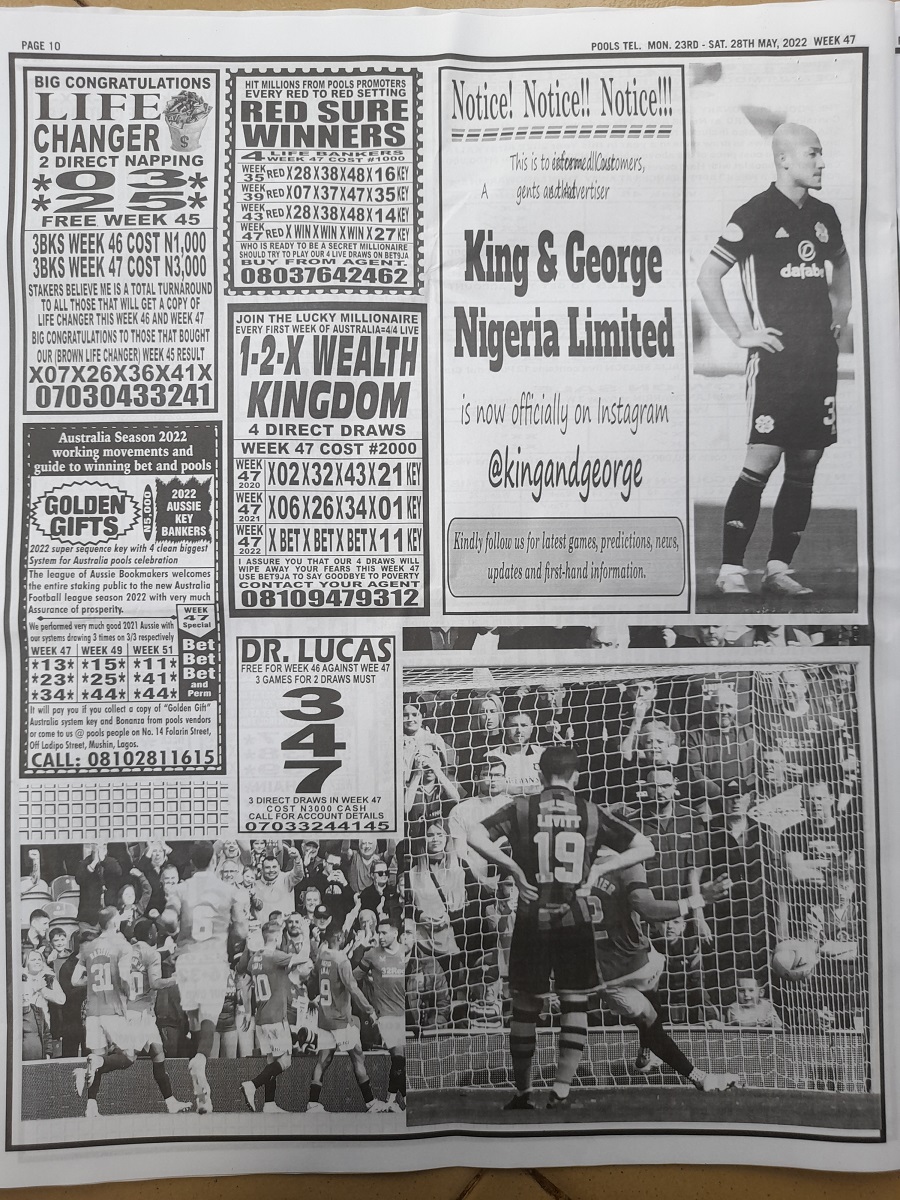 PAGE 10
POOLS TEL. MON. 23RD - SAT. 28TH MAY, 2022 WEEK 47
BIG CONGRATULATIONS
LIFE
CHANGER
$
2 DIRECT NAPPING
*03*
*25*
FREE WEEK 45
3BKS WEEK 46 COST N1,000
3BKS WEEK 47 COST N3,000
STAKERS BELIEVE ME IS A TOTAL TURNAROUND
TO ALL THOSE THAT WILL GET A COPY OF
LIFE CHANGER THIS WEEK 46 AND WEEK 47
BIG CONGRATULATIONS TO THOSE THAT BOUGHT
OUR (BROWN LIFE CHANGER) WEEK 45 RESULT
X07X26X36X41X
07030433241
Australia Season 2022
working movements and
guide to winning bet and pools
GOLDEN
GIFTS
N5,000
2022
AUSSIE
KEY
BANKERS
2022 super sequence key with 4 clean biggest
System for Australia pools celebration
The league of Aussie Bookmakers welcomes
the entire staking public to the new Australia
Football league season 2022 with very much
Assurance of prosperity.
We performed very much good 2021 Aussie with
our systems drawing 3 times on 3/3 respectively
WEEK 47 WEEK 49 WEEK 51
*13* *15* *11*
*23* *25* *41*
*34* *44* *44*
WEEK
47
Special
Bet
Bet
Bet
and
Perm
It will pay you if you collect a copy of "Golden Gift"
Australia system key and Bonanza from pools vendors
or come to us @ pools people on No. 14 Folarin Street,
Off Ladipo Street, Mushin, Lagos.
CALL: 08102811615
HIT MILLIONS FROM POOLS PROMOTERS
EVERY RED TO RED SETTING
RED SURE
WINNERS
4 LIFE BANKERS
WEEK 47 COST #1000
WEEK 35 RED X28X38X48X16 KEY
WEEK 39 RED X07X37X47X35 KEY
WEEK 43 RED X28X38X48X14 KEY
WEEK 47 RED X WIN X WIN X WIN X 27 KEY
WHO IS READY TO BE A SECRET MILLIONAIRE
SHOULD TRY TO PLAY OUR 4 LIVE DRAWS ON BET9JA
BUY FROM AGENT.
08037642462
JOIN THE LUCKY MILLIONAIRE
EVERY FIRST WEEK OF AUSTRALIA=4/4 LIVE
1-2-X WEALTH
KINGDOM
4 DIRECT DRAWS
WEEK 47 COST #2000
WEEK 47 2020 X02X32X43X21 KEY
WEEK 47 2021 X06X26X34X01 KEY
WEEK 47 2022 X BET X BET X BET X 11 KEY
I ASSURE YOU THAT OUR 4 DRAWS WILL
WIPE AWAY YOUR FEARS THIS WEEK 47
USE BET9JA TO SAY GOODBYE TO POVERTY
CONTACT YOUR AGENT
08109479312
DR. LUCAS
FREE FOR WEEK 46 AGAINST WEE 47
3 GAMES FOR 2 DRAWS MUST
3
4
7
3 DIRECT DRAWS IN WEEK 47
COST N3000 CASH
CALL FOR ACCOUNT DETAILS
07033244145
Notice! Notice!! Notice!!!
This is to
A gents
King & George
Nigeria Limited
is now officially on Instagram
@kingandgeorge
Kindly follow us for latest games, predictions, news,
updates and first-hand information.
dafabet
3
31
6
10
9
LEVITT
19